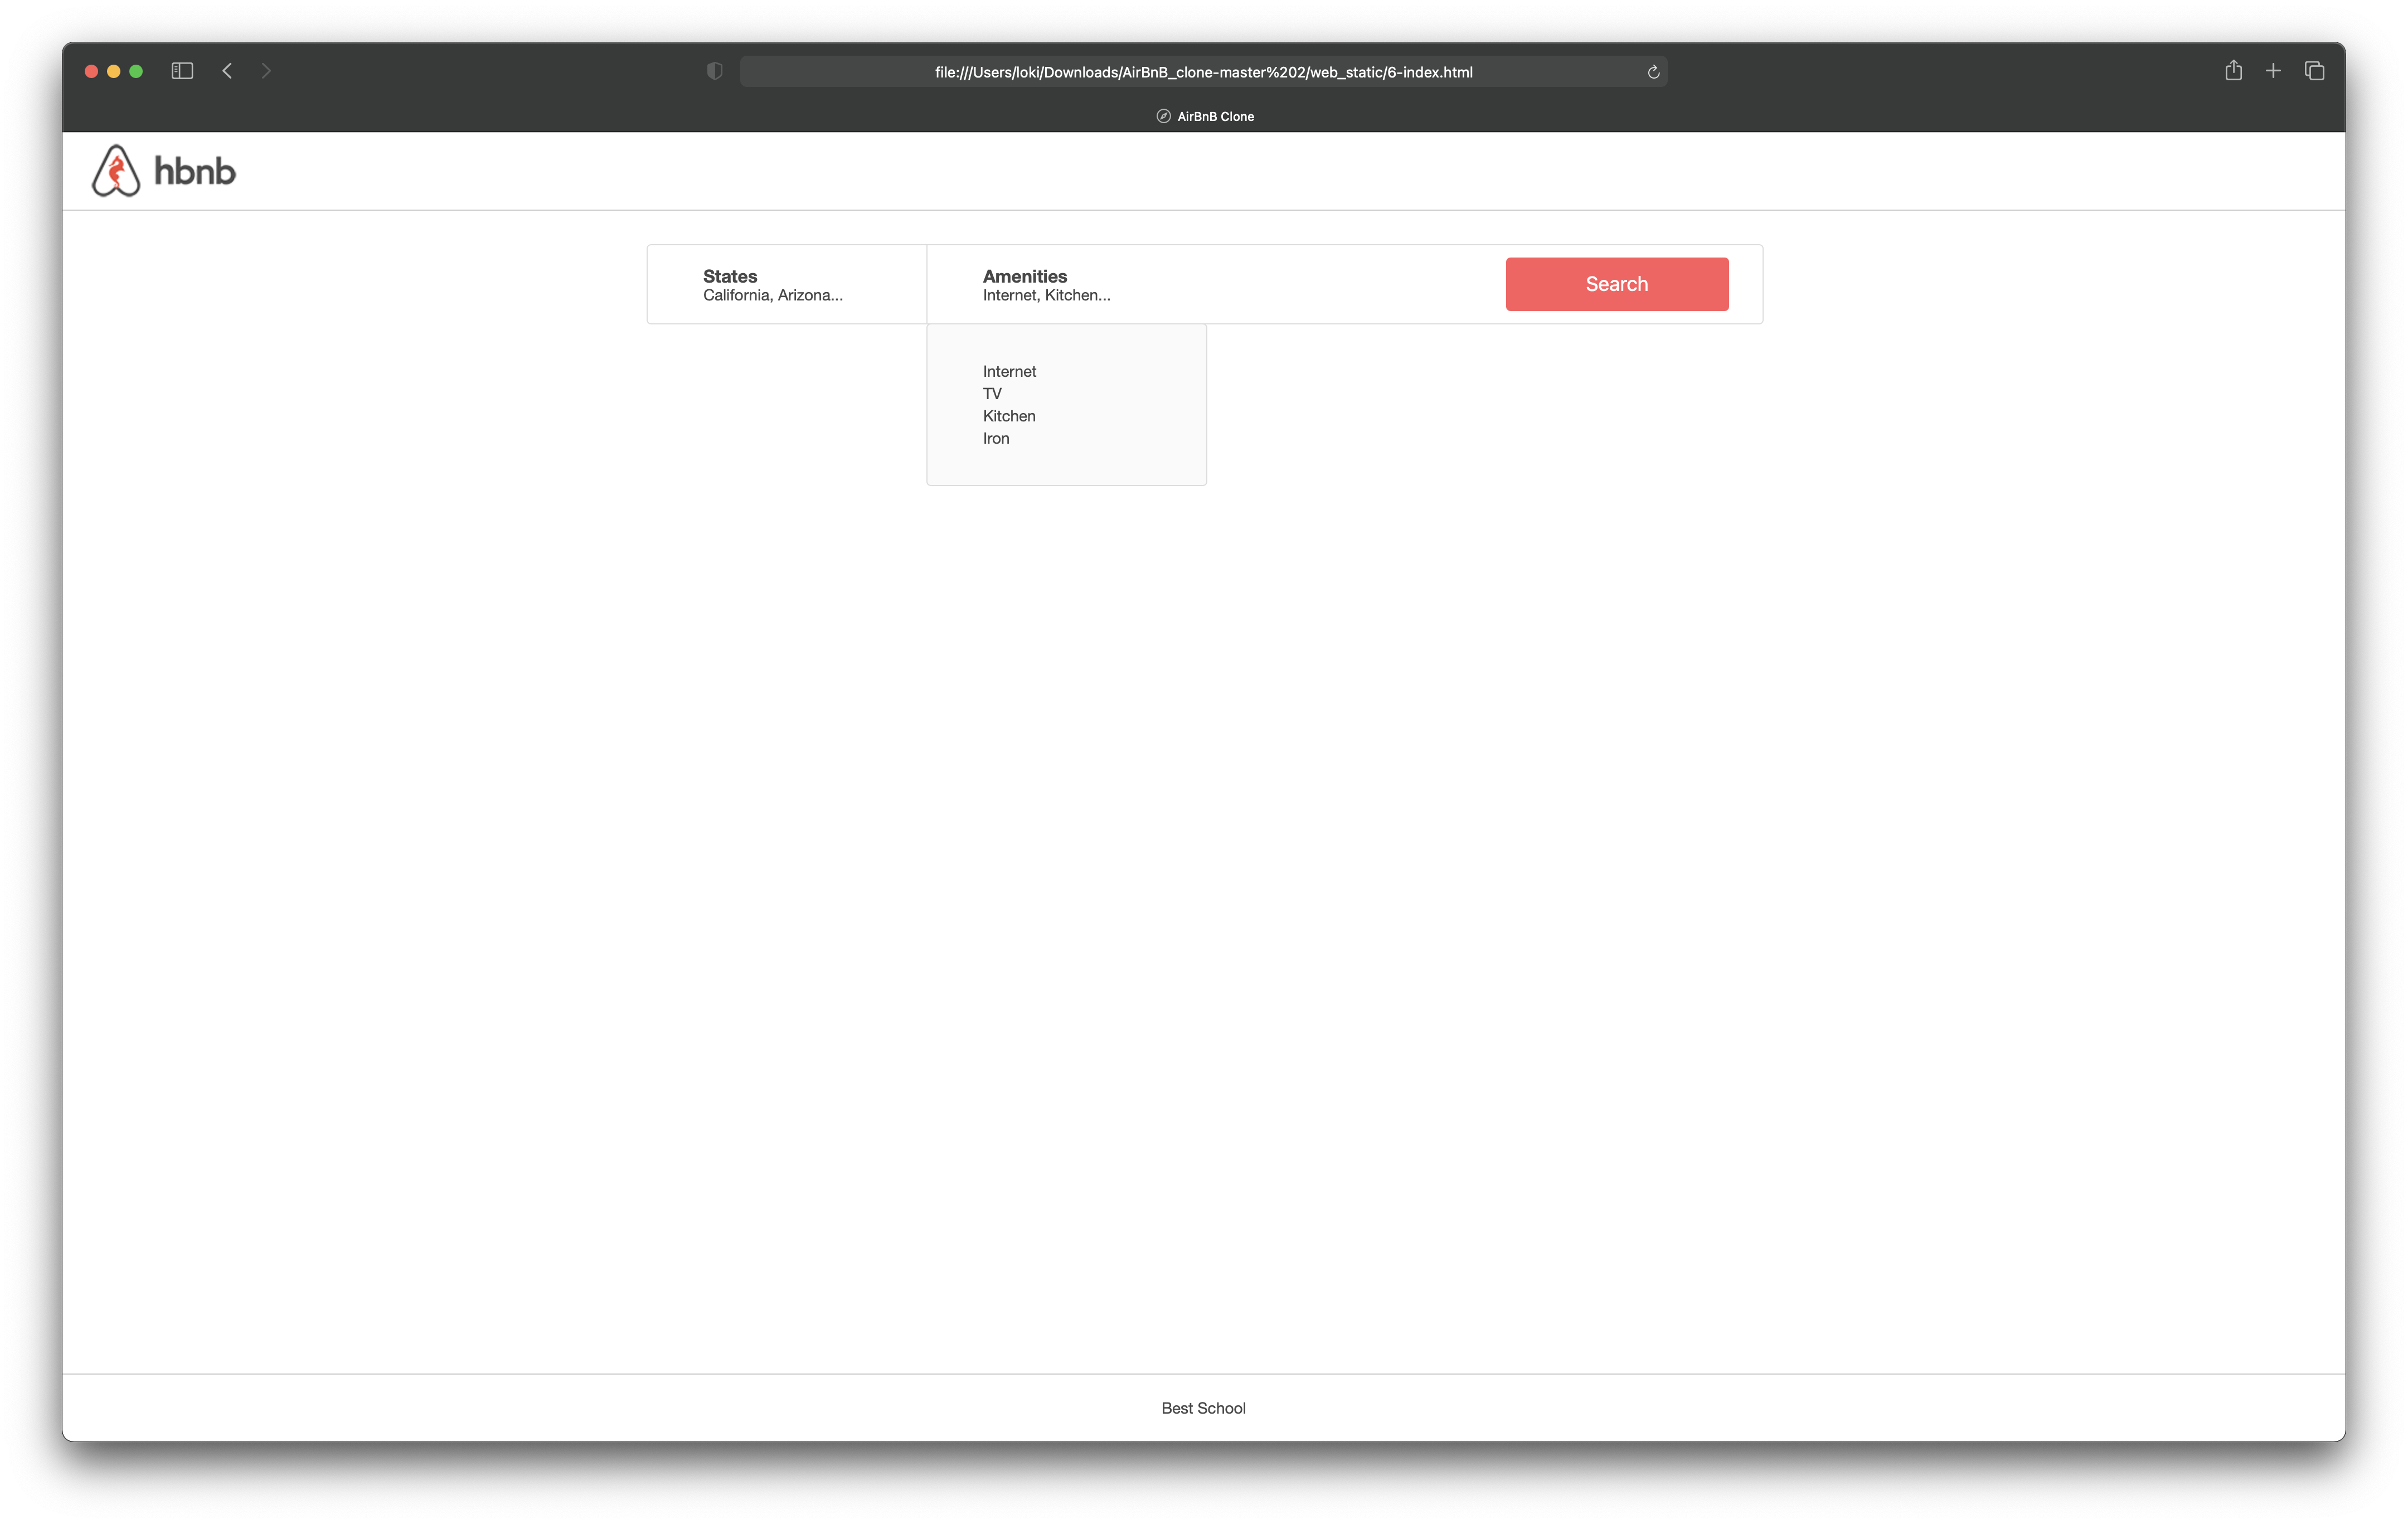 file:///Users/loki/Downloads/AirBnB_clone-master%202/web_static/6-index.html
AirBnB Clone
hbnb
States
California, Arizona...
Amenities
Internet, Kitchen...
Search
Internet
TV
Kitchen
Iron
Best School